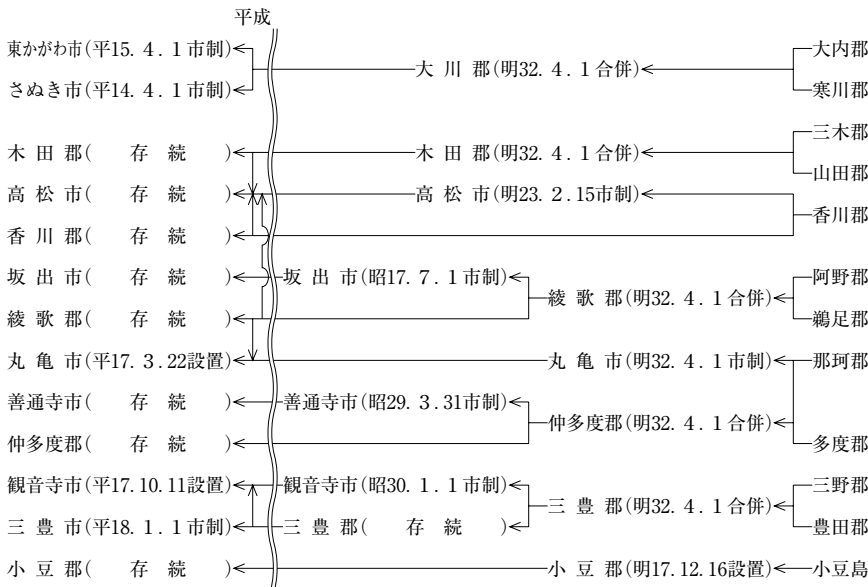 平成
東かがわ市(平15. 4 . 1 市制) 大内郡
大 川 郡(明32. 4 . 1 合併)
さぬき市(平14. 4 . 1 市制) 寒川郡
三木郡
木 田 郡( 存 続 ) 木 田 郡(明32. 4 . 1 合併)
山田郡
高 松 市( 存 続 ) 高 松 市(明23. 2 .15市制)
香川郡
香 川 郡( 存 続 )
坂 出 市( 存 続 ) 坂 出 市(昭17. 7 . 1 市制) 阿野郡
綾 歌 郡(明32. 4 . 1 合併)
綾 歌 郡( 存 続 ) 鵜足郡
丸 亀 市(平17. 3 .22設置) 丸 亀 市(明32. 4 . 1 市制) 那珂郡
善通寺市( 存 続 ) 善通寺市(昭29. 3 .31市制)
仲多度郡(明32. 4 . 1 合併)
仲多度郡( 存 続 ) 多度郡
観音寺市(平17.10.11設置) 観音寺市(昭30. 1 . 1 市制) 三野郡
三 豊 郡(明32. 4 . 1 合併)
三 豊 市(平18. 1 . 1 市制) 三 豊 郡( 存 続 ) 豊田郡
小 豆 郡( 存 続 ) 小 豆 郡(明17.12.16設置) 小豆島